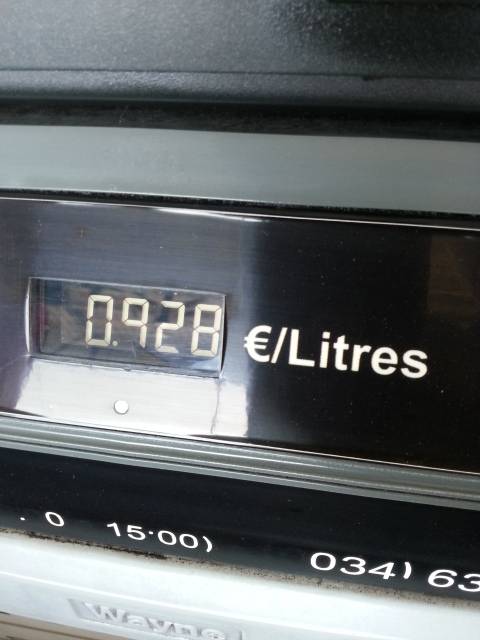 0.928 €/Litres
. 0 15·00) 034) 63
Wayne